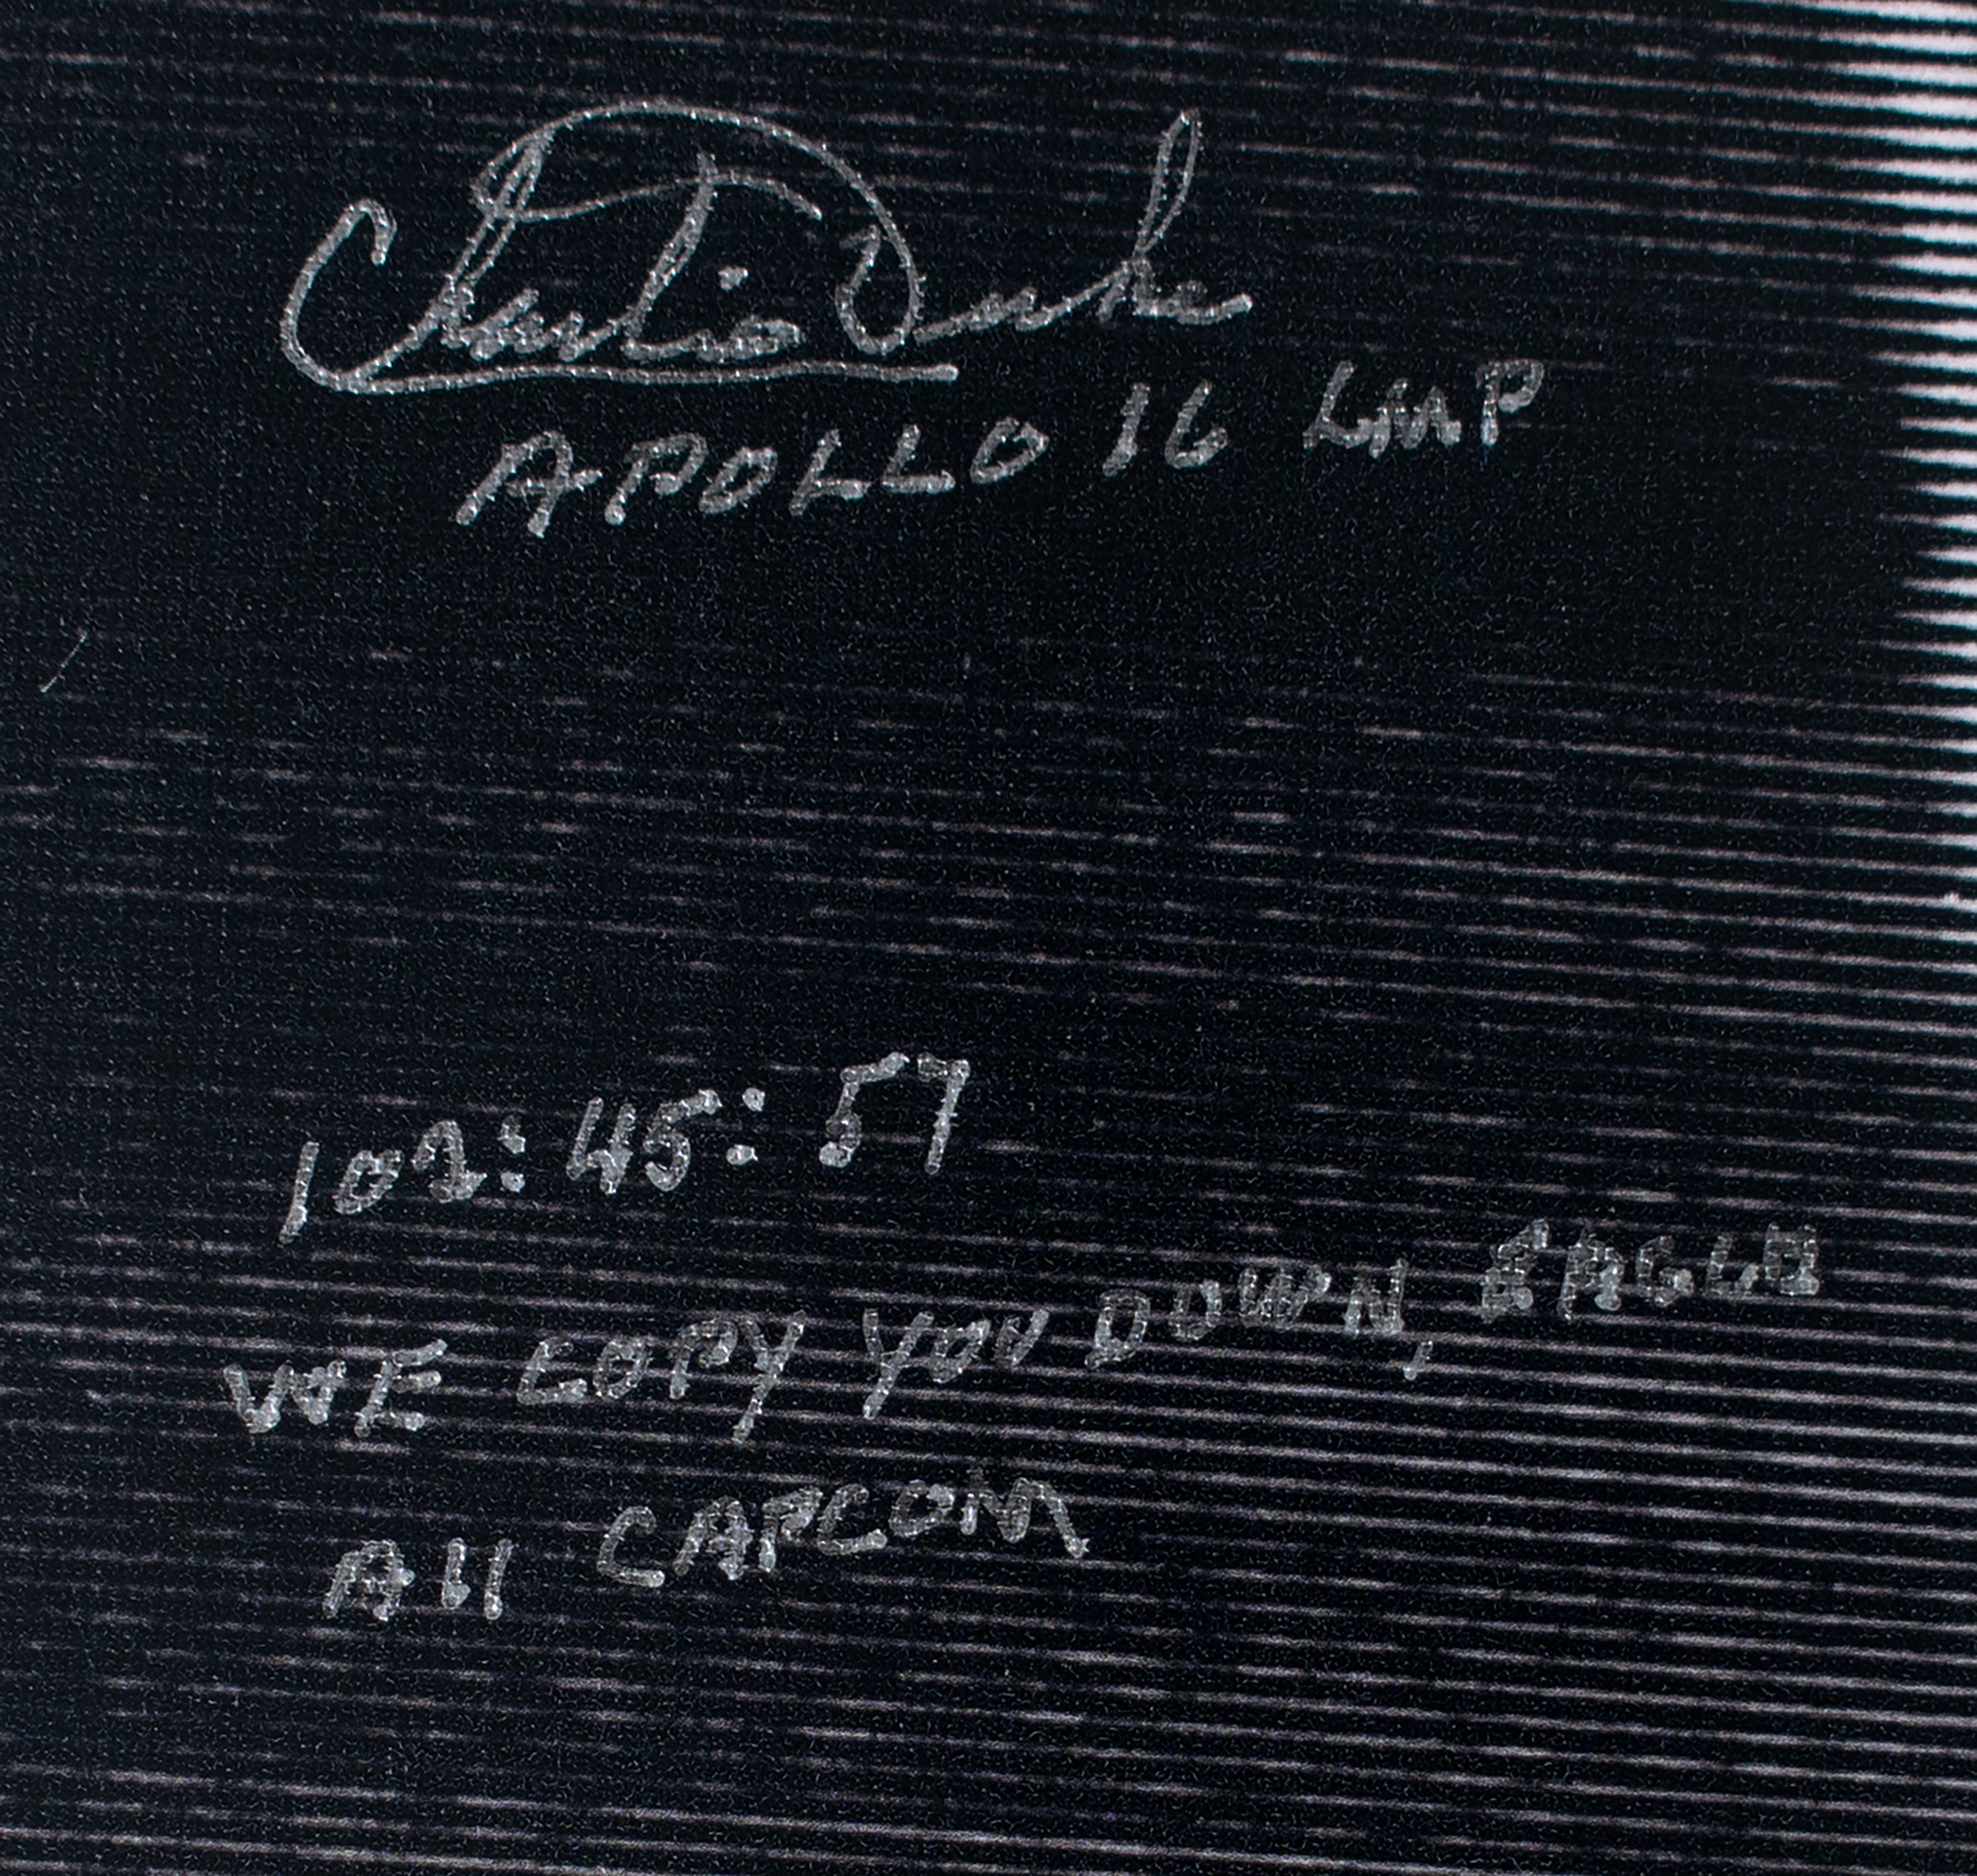 Charlie Duke
APOLLO 16 LMP
102:45:57
WE COPY YOU DOWN, EAGLE
A11 CAPCOM